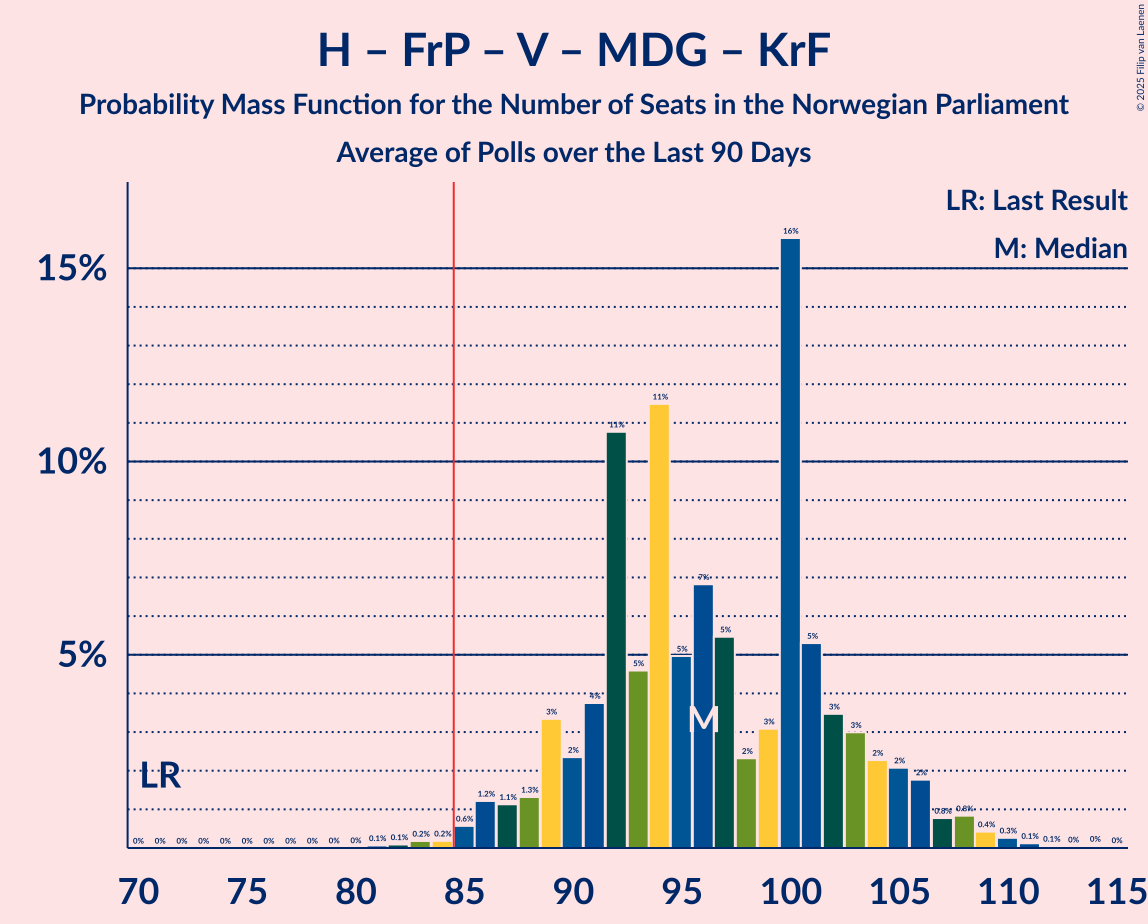 H – FrP – V – MDG – KrF
Probability Mass Function for the Number of Seats in the Norwegian Parliament
Average of Polls over the Last 90 Days
© 2025 Filip van Laenen
LR: Last Result
M: Median
15%
10%
5%
LR
M
0% 0% 0% 0% 0% 0% 0% 0% 0% 0% 0% 0.1% 0.1% 0.2% 0.2% 0.6% 1.2% 1.1% 1.3% 3% 2% 4% 11% 5% 11% 5% 7% 5% 2% 3% 16% 5% 3% 3% 2% 2% 2% 0.8% 0.8% 0.4% 0.3% 0.1% 0.1% 0% 0% 0%
70 75 80 85 90 95 100 105 110 115